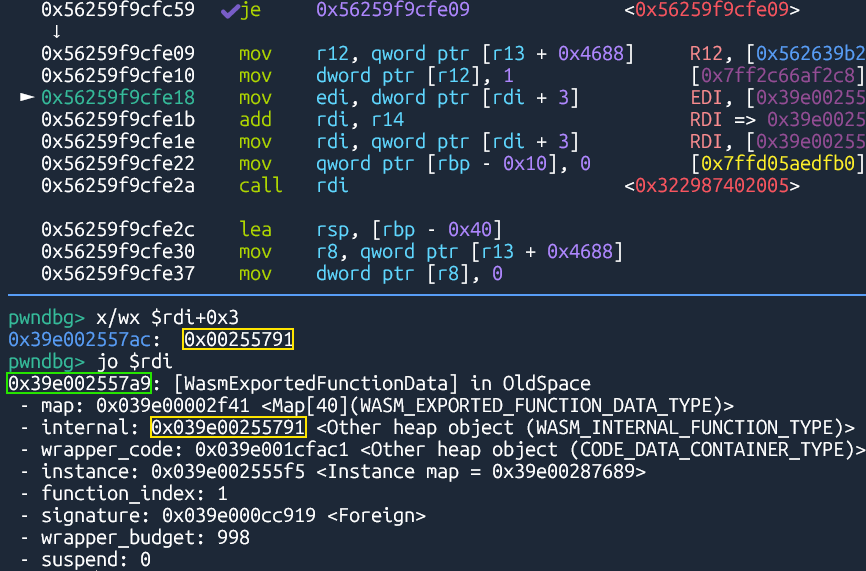 0x56259f9cfc59 ✔je 0x56259f9cfe09 <0x56259f9cfe09>
↓
0x56259f9cfe09 mov r12, qword ptr [r13 + 0x4688] R12, [0x562639b2
0x56259f9cfe10 mov dword ptr [r12], 1 [0x7ff2c66af2c8]
► 0x56259f9cfe18 mov edi, dword ptr [rdi + 3] EDI, [0x39e00255
0x56259f9cfe1b add rdi, r14 RDI => 0x39e0025
0x56259f9cfe1e mov rdi, qword ptr [rdi + 3] RDI, [0x39e00255
0x56259f9cfe22 mov qword ptr [rbp - 0x10], 0 [0x7ffd05aedfb0]
0x56259f9cfe2a call rdi <0x322987402005>
0x56259f9cfe2c lea rsp, [rbp - 0x40]
0x56259f9cfe30 mov r8, qword ptr [r13 + 0x4688]
0x56259f9cfe37 mov dword ptr [r8], 0
pwndbg> x/wx $rdi+0x3
0x39e002557ac: 0x00255791
pwndbg> jo $rdi
0x39e002557a9: [WasmExportedFunctionData] in OldSpace
- map: 0x039e00002f41 <Map[40](WASM_EXPORTED_FUNCTION_DATA_TYPE)>
- internal: 0x039e00255791 <Other heap object (WASM_INTERNAL_FUNCTION_TYPE)>
- wrapper_code: 0x039e001cfac1 <Other heap object (CODE_DATA_CONTAINER_TYPE)>
- instance: 0x039e002555f5 <Instance map = 0x39e00287689>
- function_index: 1
- signature: 0x039e000cc919 <Foreign>
- wrapper_budget: 998
- suspend: 0